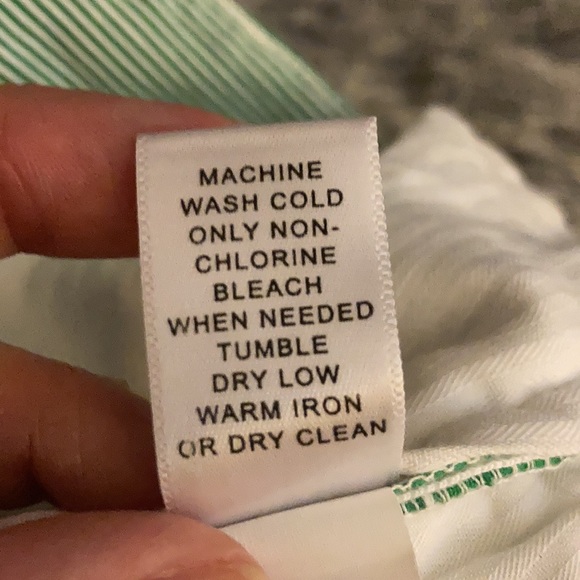 MACHINE
WASH COLD
ONLY NON-
CHLORINE
BLEACH
WHEN NEEDED
TUMBLE
DRY LOW
WARM IRON
OR DRY CLEAN